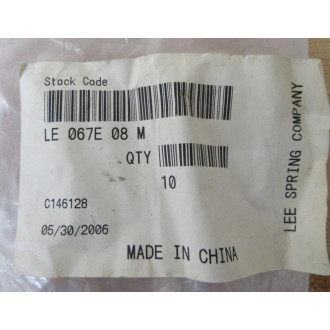 Stock Code
LE 067E 08 M
QTY
10
C146128
05/30/2006
MADE IN CHINA
LEE SPRING COMPANY